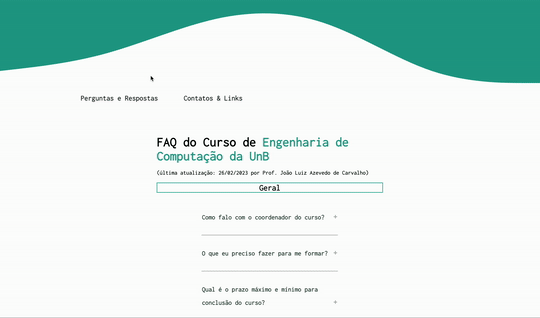 Perguntas e Respostas Contatos & Links
FAQ do Curso de Engenharia de
Computação da UnB
(última atualização: 26/02/2023 por Prof. João Luiz Azevedo de Carvalho)
Geral
Como falo com o coordenador do curso? +
O que eu preciso fazer para me formar? +
Qual é o prazo máximo e mínimo para
conclusão do curso? +